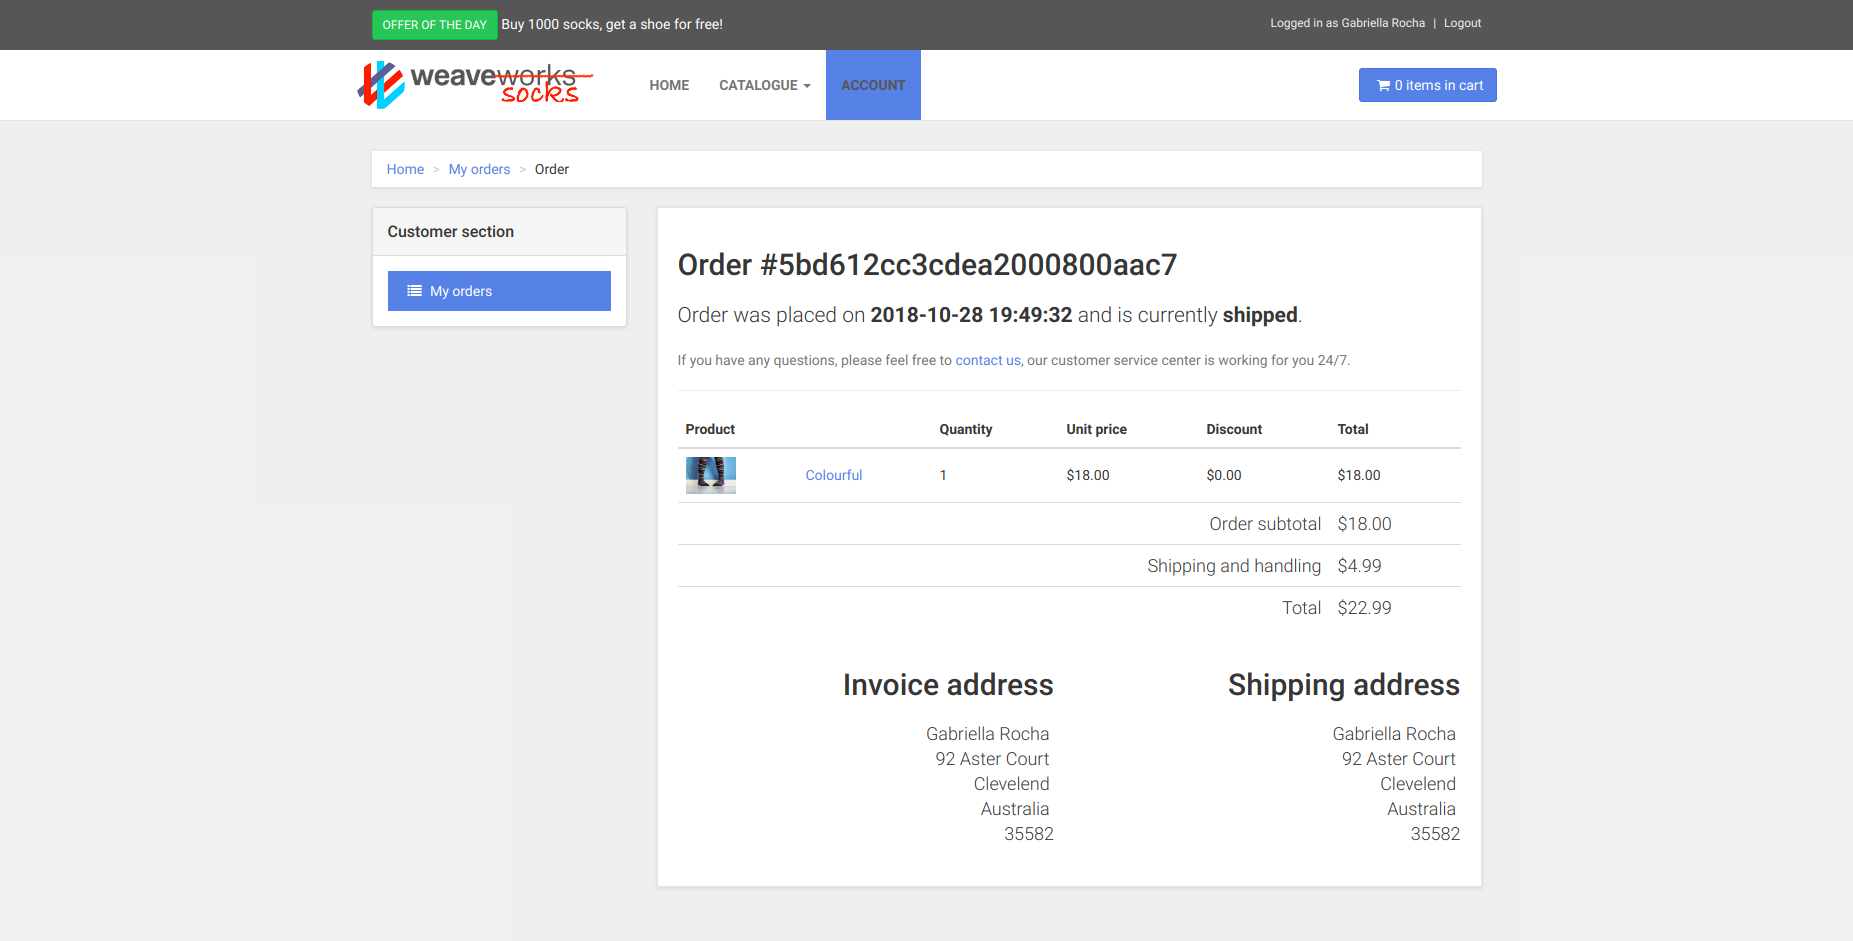 OFFER OF THE DAY Buy 1000 socks, get a shoe for free!
Logged in as Gabriella Rocha | Logout
weaveworks
socks
HOME CATALOGUE ACCOUNT
0 items in cart
Home > My orders > Order
Customer section
My orders
Order #5bd612cc3cdea2000800aac7
Order was placed on 2018-10-28 19:49:32 and is currently shipped.
If you have any questions, please feel free to contact us, our customer service center is working for you 24/7.
Product Quantity Unit price Discount Total
Colourful 1 $18.00 $0.00 $18.00
Order subtotal $18.00
Shipping and handling $4.99
Total $22.99
Invoice address
Gabriella Rocha
92 Aster Court
Clevelend
Australia
35582
Shipping address
Gabriella Rocha
92 Aster Court
Clevelend
Australia
35582